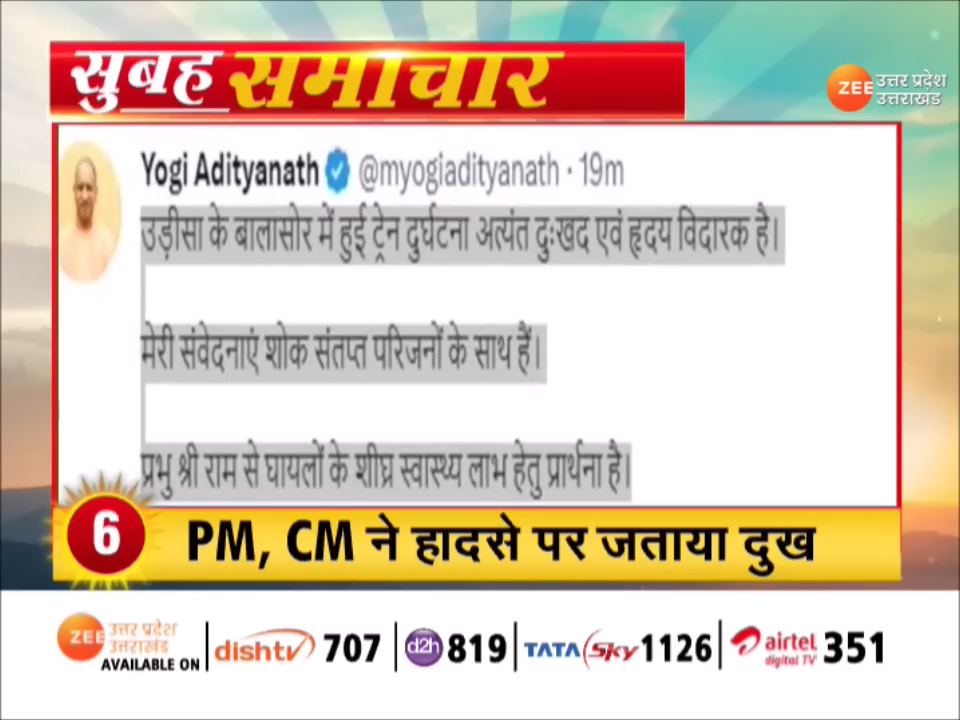 सुबह समाचार
ZEE उत्तर प्रदेश
उत्तराखंड
Yogi Adityanath @myogiadityanath · 19m
उड़ीसा के बालासोर में हुई ट्रेन दुर्घटना अत्यंत दुःखद एवं हृदय विदारक है।
मेरी संवेदनाएं शोक संतप्त परिजनों के साथ हैं।
प्रभु श्री राम से घायलों के शीघ्र स्वास्थ्य लाभ हेतु प्रार्थना है।
6 PM, CM ने हादसे पर जताया दुख
ZEE उत्तर प्रदेश
उत्तराखंड
AVAILABLE ON
dishtv 707
d2h 819
TATA Sky 1126
airtel digital TV 351